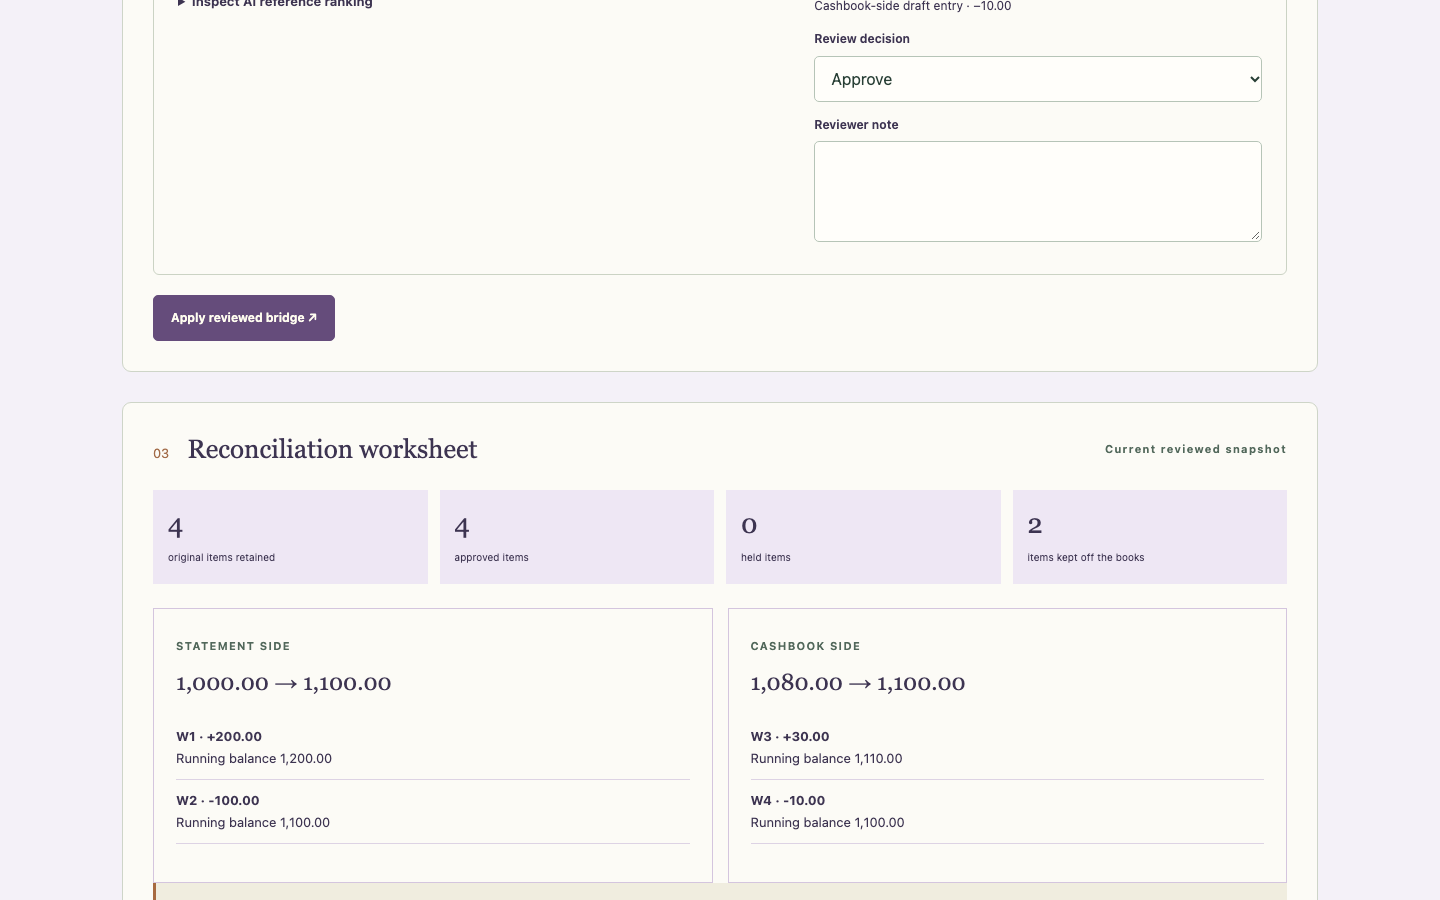 ▶ Inspect AI reference ranking
Cashbook-side draft entry · −10.00
Review decision
Approve
Reviewer note
Apply reviewed bridge ↗
03 Reconciliation worksheet
Current reviewed snapshot
4
original items retained
4
approved items
0
held items
2
items kept off the books
STATEMENT SIDE
1,000.00 → 1,100.00
W1 · +200.00
Running balance 1,200.00
W2 · -100.00
Running balance 1,100.00
CASHBOOK SIDE
1,080.00 → 1,100.00
W3 · +30.00
Running balance 1,110.00
W4 · -10.00
Running balance 1,100.00